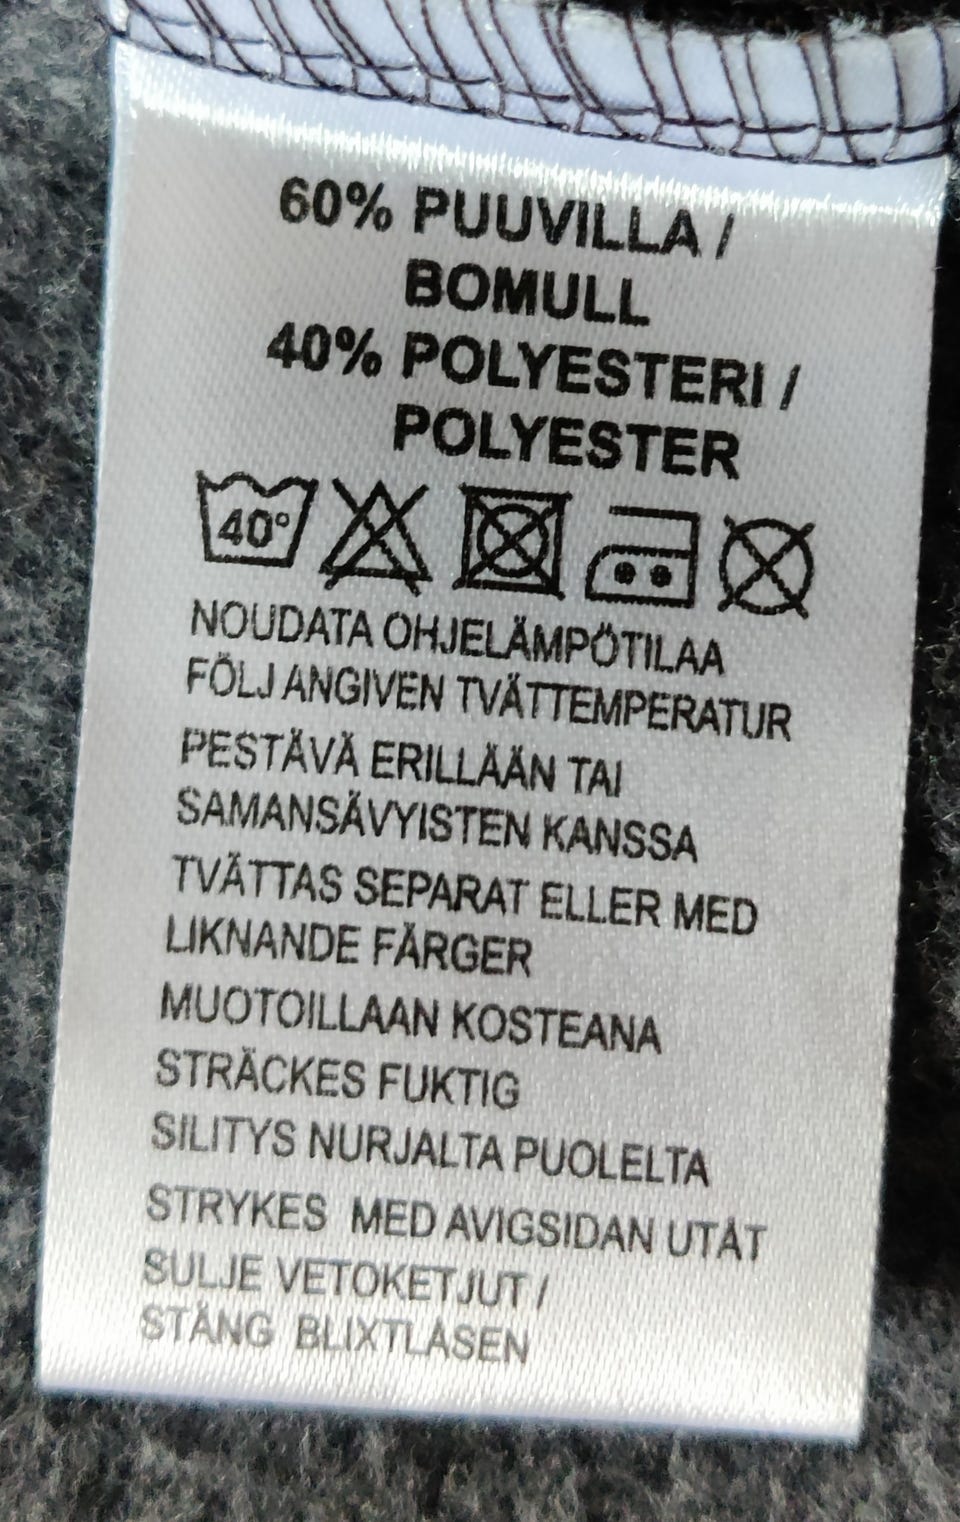 60% PUUVILLA /
BOMULL
40% POLYESTERI /
POLYESTER
40°
NOUDATA OHJELÄMPÖTILAA
FÖLJ ANGIVEN TVÄTTEMPERATUR
PESTÄVÄ ERILLÄÄN TAI
SAMANSÄVYISTEN KANSSA
TVÄTTAS SEPARAT ELLER MED
LIKNANDE FÄRGER
MUOTOILLAAN KOSTEANA
STRÄCKES FUKTIG
SILITYS NURJALTA PUOLELTA
STRYKES MED AVIGSIDAN UTÅT
SULJE VETOKETJUT /
STÄNG BLIXTLÅSEN